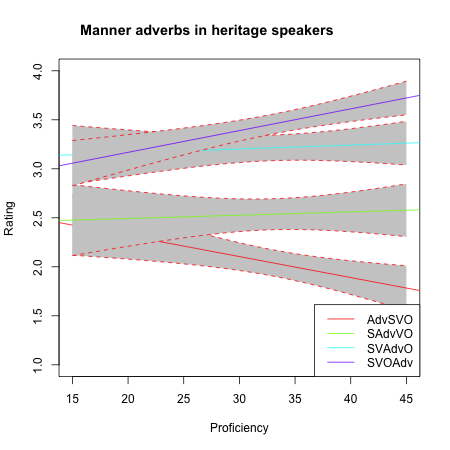 Manner adverbs in heritage speakers
Rating
4.0
3.5
3.0
2.5
2.0
1.5
1.0
AdvSVO
SAdvVO
SVAdvO
SVOAdv
15 20 25 30 35 40 45
Proficiency